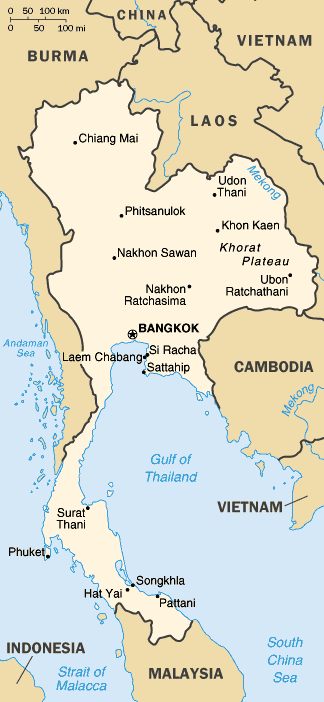 0 50 100 km
0 50 100 mi
CHINA
BURMA
VIETNAM
LAOS
Chiang Mai
Mekong
Udon
Thani
Phitsanulok
Khon Kaen
Khorat
Plateau
Nakhon Sawan
Ubon
Ratchathani
Nakhon
Ratchasima
BANGKOK
Andaman
Sea
Laem Chabang
Si Racha
Sattahip
CAMBODIA
Mekong
Gulf of
Thailand
VIETNAM
Surat
Thani
Phuket
Songkhla
Hat Yai
Pattani
INDONESIA
Strait of
Malacca
MALAYSIA
South
China
Sea